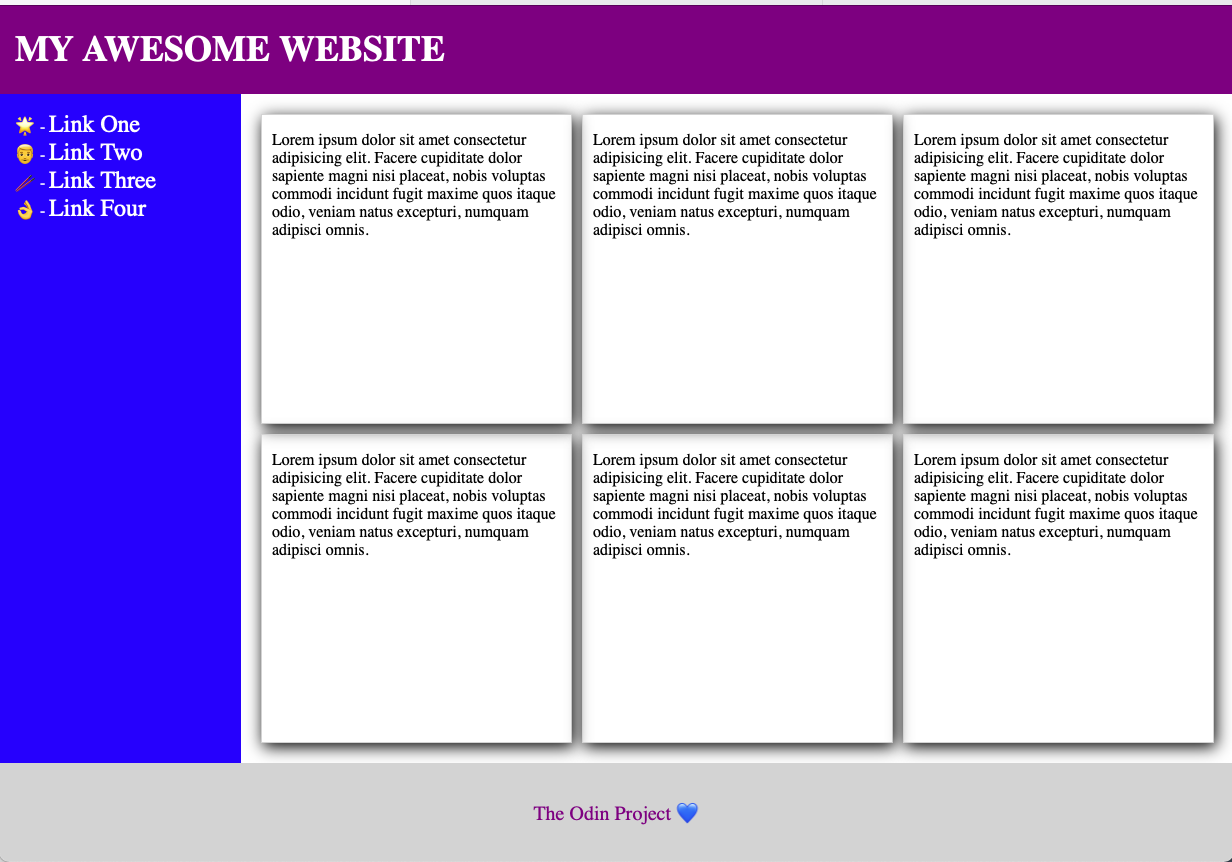 MY AWESOME WEBSITE
🌟 - Link One
👨 - Link Two
🥢 - Link Three
👌 - Link Four
Lorem ipsum dolor sit amet consectetur
adipisicing elit. Facere cupiditate dolor
sapiente magni nisi placeat, nobis voluptas
commodi incidunt fugit maxime quos itaque
odio, veniam natus excepturi, numquam
adipisci omnis.
Lorem ipsum dolor sit amet consectetur
adipisicing elit. Facere cupiditate dolor
sapiente magni nisi placeat, nobis voluptas
commodi incidunt fugit maxime quos itaque
odio, veniam natus excepturi, numquam
adipisci omnis.
Lorem ipsum dolor sit amet consectetur
adipisicing elit. Facere cupiditate dolor
sapiente magni nisi placeat, nobis voluptas
commodi incidunt fugit maxime quos itaque
odio, veniam natus excepturi, numquam
adipisci omnis.
Lorem ipsum dolor sit amet consectetur
adipisicing elit. Facere cupiditate dolor
sapiente magni nisi placeat, nobis voluptas
commodi incidunt fugit maxime quos itaque
odio, veniam natus excepturi, numquam
adipisci omnis.
Lorem ipsum dolor sit amet consectetur
adipisicing elit. Facere cupiditate dolor
sapiente magni nisi placeat, nobis voluptas
commodi incidunt fugit maxime quos itaque
odio, veniam natus excepturi, numquam
adipisci omnis.
Lorem ipsum dolor sit amet consectetur
adipisicing elit. Facere cupiditate dolor
sapiente magni nisi placeat, nobis voluptas
commodi incidunt fugit maxime quos itaque
odio, veniam natus excepturi, numquam
adipisci omnis.
The Odin Project 💙